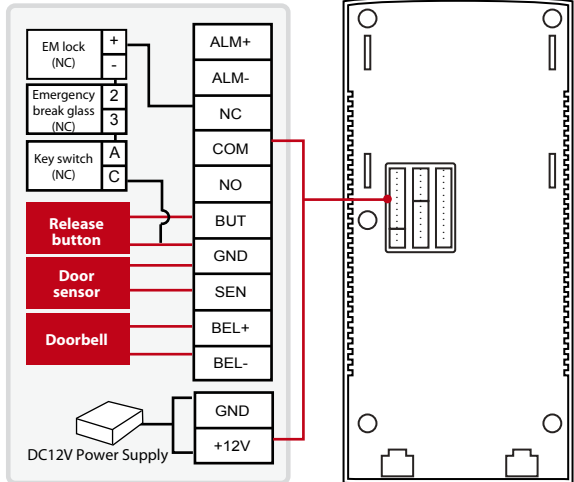 EM lock
(NC)
+
-
Emergency
break glass
(NC)
2
3
Key switch
(NC)
A
C
Release
button
Door
sensor
Doorbell
DC12V Power Supply
ALM+
ALM-
NC
COM
NO
BUT
GND
SEN
BEL+
BEL-
GND
+12V